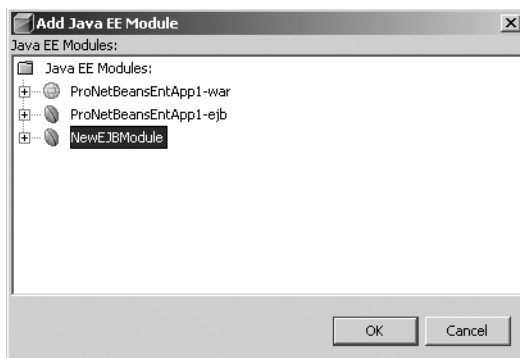 Add Java EE Module
Java EE Modules:
Java EE Modules:
ProNetBeansEntApp1-war
ProNetBeansEntApp1-ejb
NewEJBModule
OK Cancel